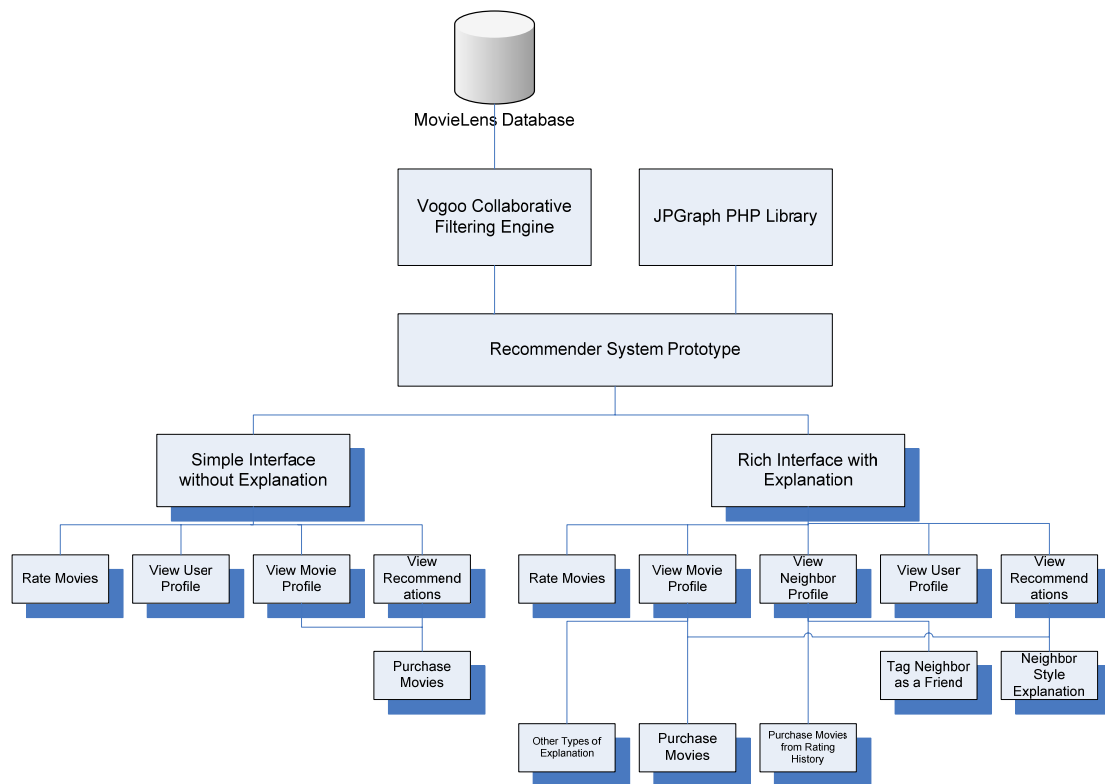 MovieLens Database
Vogoo Collaborative
Filtering Engine
JPGraph PHP Library
Recommender System Prototype
Simple Interface
without Explanation
Rich Interface with
Explanation
Rate Movies
View User
Profile
View Movie
Profile
View
Recommend
ations
Rate Movies
View Movie
Profile
View
Neighbor
Profile
View User
Profile
View
Recommend
ations
Purchase
Movies
Tag Neighbor
as a Friend
Neighbor
Style
Explanation
Other Types of
Explanation
Purchase
Movies
Purchase Movies
from Rating
History